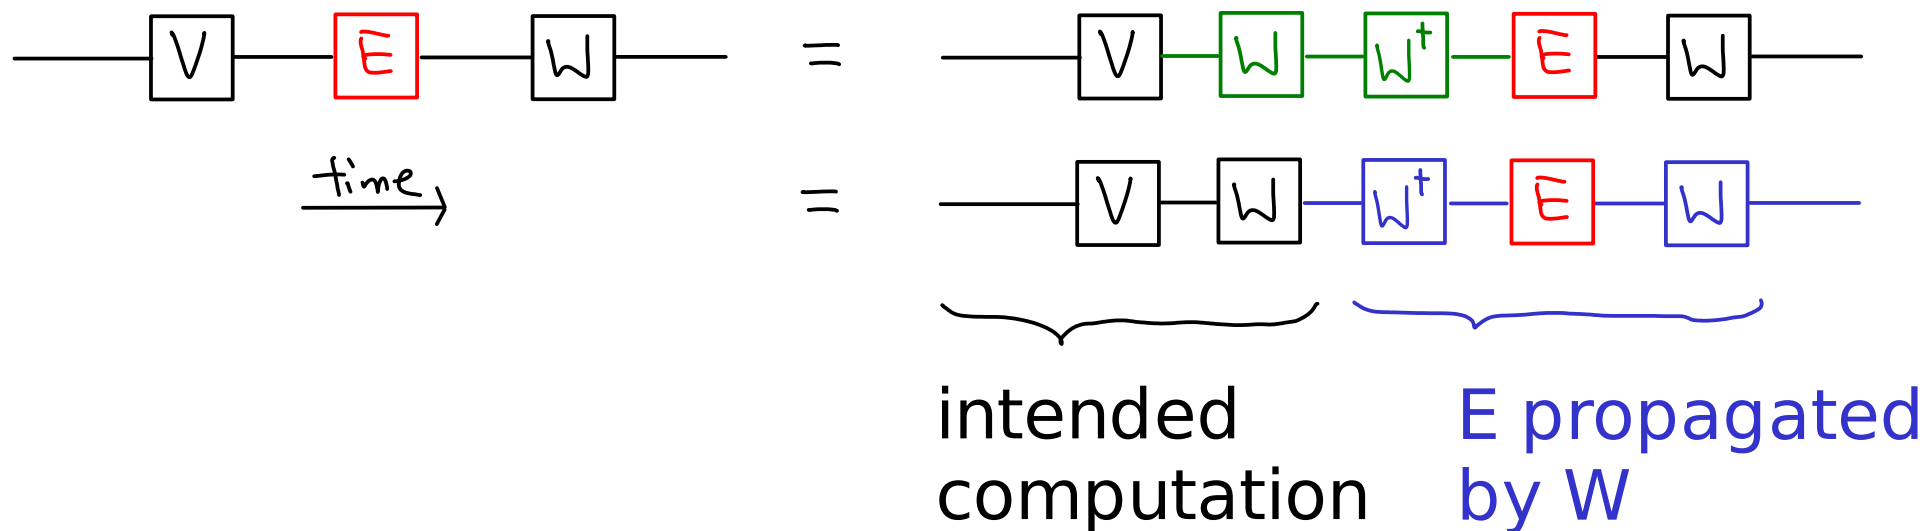 V E W = V W W† E W
time
= V W W† E W
intended computation
E propagated by W